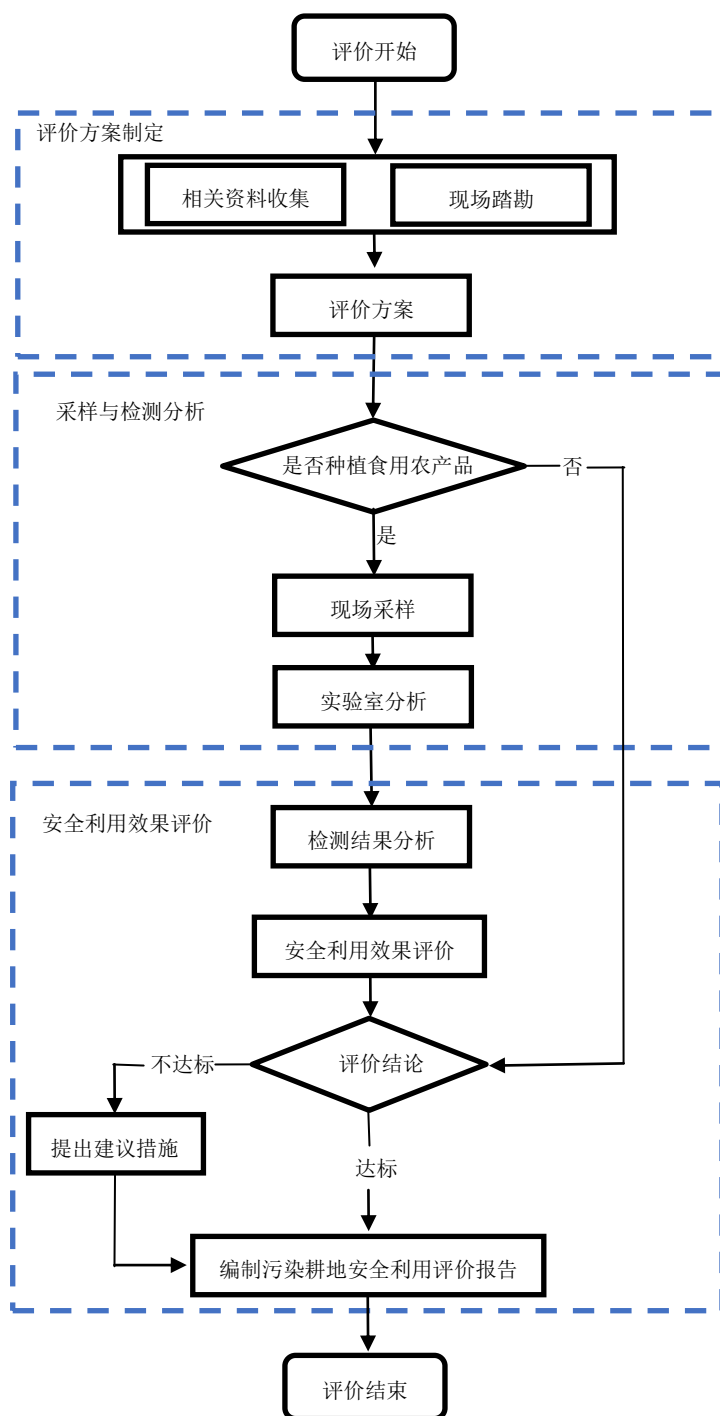 评价开始
评价方案制定
相关资料收集
现场踏勘
评价方案
采样与检测分析
是否种植食用农产品
否
是
现场采样
实验室分析
安全利用效果评价
检测结果分析
安全利用效果评价
评价结论
不达标
提出建议措施
达标
编制污染耕地安全利用评价报告
评价结束